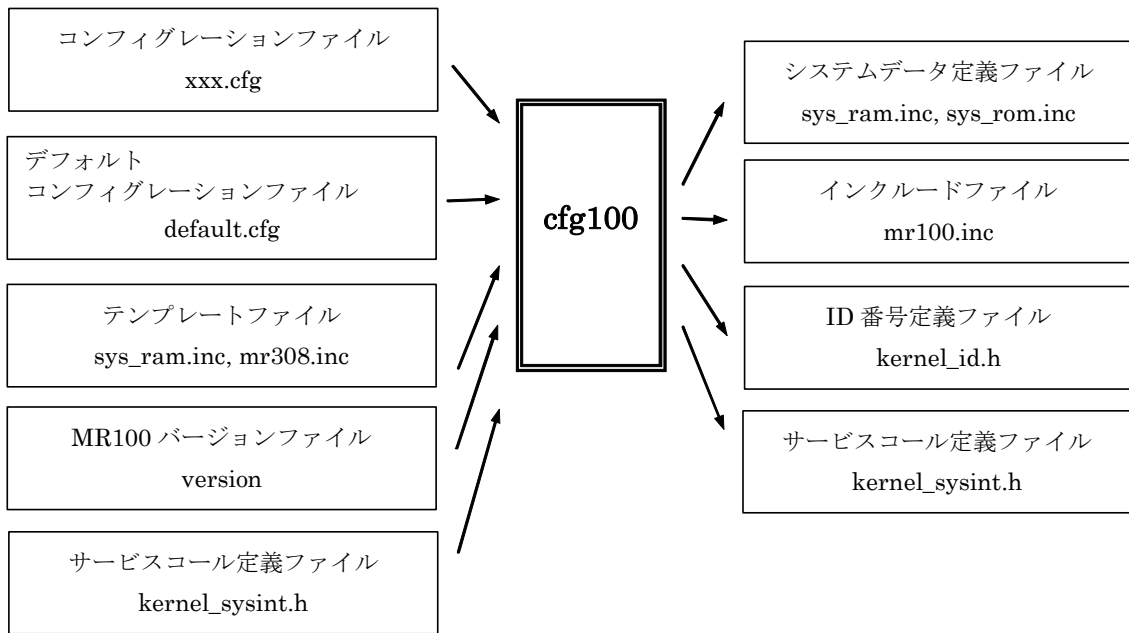 コンフィグレーションファイル
xxx.cfg
デフォルト
コンフィグレーションファイル
default.cfg
テンプレートファイル
sys_ram.inc, mr308.inc
MR100 バージョンファイル
version
サービスコール定義ファイル
kernel_sysint.h
cfg100
システムデータ定義ファイル
sys_ram.inc, sys_rom.inc
インクルードファイル
mr100.inc
ID 番号定義ファイル
kernel_id.h
サービスコール定義ファイル
kernel_sysint.h